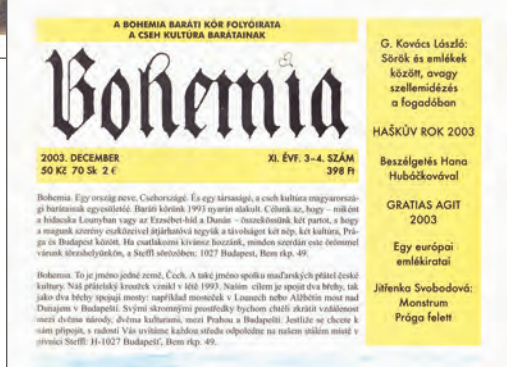 A BOHEMIA BARÁTI KÖR FOLYÓIRATA
A CSEH KULTÚRA BARÁTAINAK
Bohemia
2003. DECEMBER
50 Kč 70 Sk 2 €
XI. ÉVF. 3–4. SZÁM
398 Ft
Bohemia. Egy ország neve, Csehországé. És egy társaságé, a cseh kultúra magyarorszá-
gi barátainak egyesületéé. Baráti körünk 1993 nyarán alakult. Célunk az, hogy – miként
a hidacska Lounyban vagy az Erzsébet-híd a Dunán – összekössünk két partot, s hogy
a magunk szerény eszközeivel átjárhatóvá tegyük a távolságot két nép, két kultúra, Prá-
ga és Budapest között. Ha csatlakozni kívánsz hozzánk, minden szerdán este örömmel
várunk törzshelyünkön, a Steffl sörözőben: 1027 Budapest, Bem rkp. 49.
Bohemia. To je jméno jedné země, Čech. A také jméno spolku maďarských přátel české
kultury. Náš přátelský kroužek vznikl v létě 1993. Naším cílem je spojit dva břehy, tak
jako dva břehy spojují mosty: například mosteček v Lounech nebo Alžbětin most nad
Dunajem v Budapešti. Svými skromnými prostředky bychom chtěli zkrátit vzdálenost
mezi dvěma národy, dvěma kulturami, mezi Prahou a Budapeští. Jestliže se chcete k
nám připojit, s radostí Vás uvítáme každou středu odpoledne na našem stálém místě v
pivnici Steffl: H-1027 Budapešť, Bem rkp. 49.
G. Kovács László:
Sörök és emlékek
között, avagy
szellemidézés
a fogadóban
HAŠKŮV ROK 2003
Beszélgetés Hana
Hubáčkovával
GRATIAS AGIT
2003
Egy európai
emlékiratai
Jitřenka Svobodová:
Monstrum
Prága felett